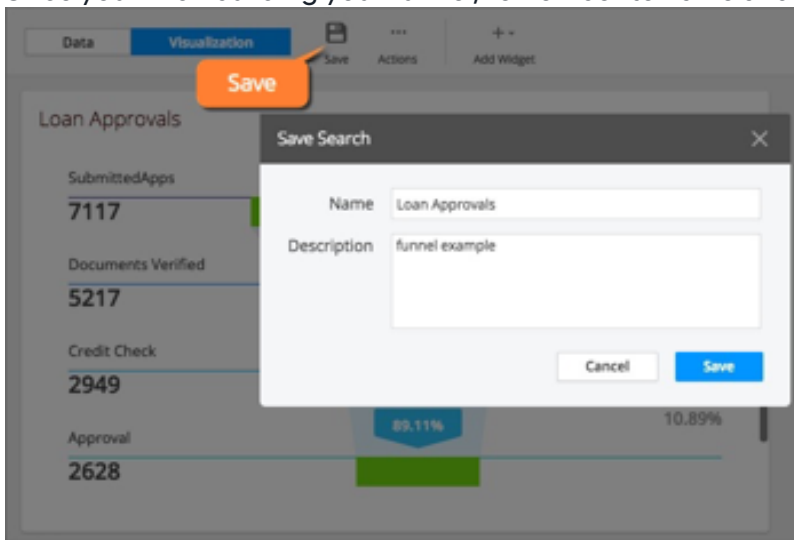 Data Visualization Save ... Actions + - Add Widget
Save
Loan Approvals
Save Search
SubmittedApps
7117
Name Loan Approvals
Description funnel example
Documents Verified
5217
Credit Check
2949
Cancel Save
89.11% 10.89%
Approval
2628